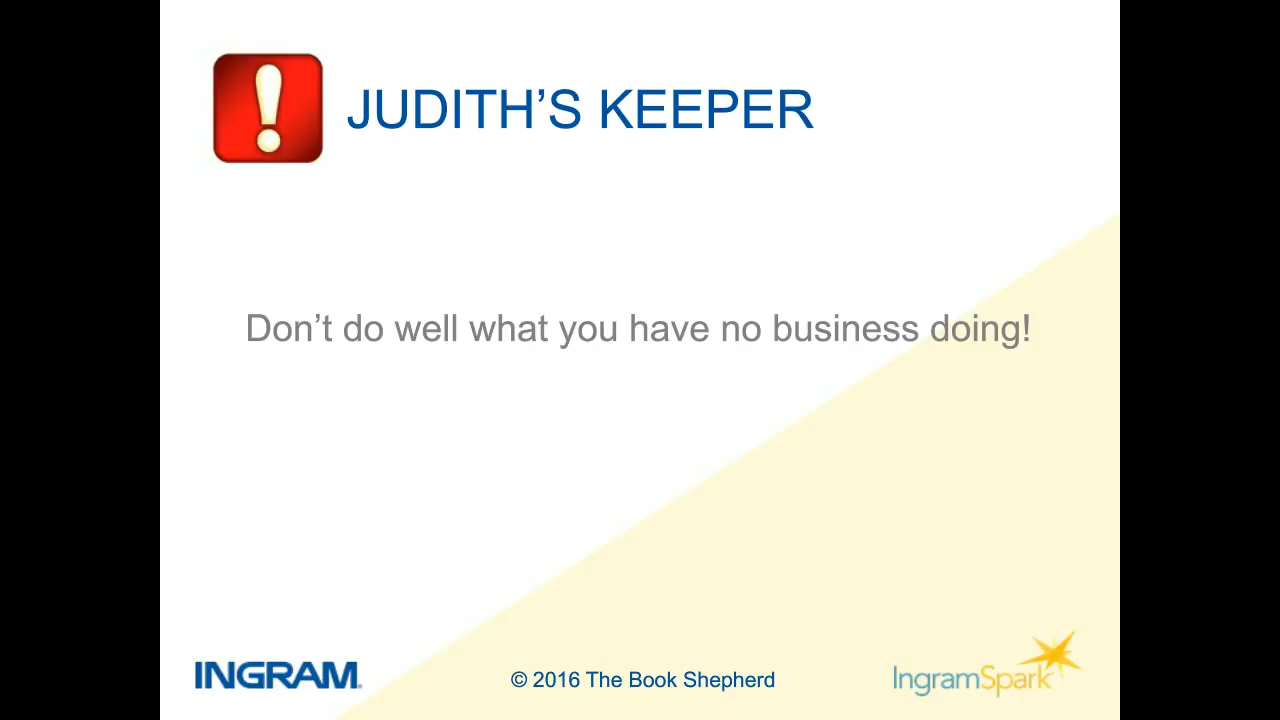 JUDITH’S KEEPER
Don’t do well what you have no business doing!
INGRAM.
© 2016 The Book Shepherd
IngramSpark